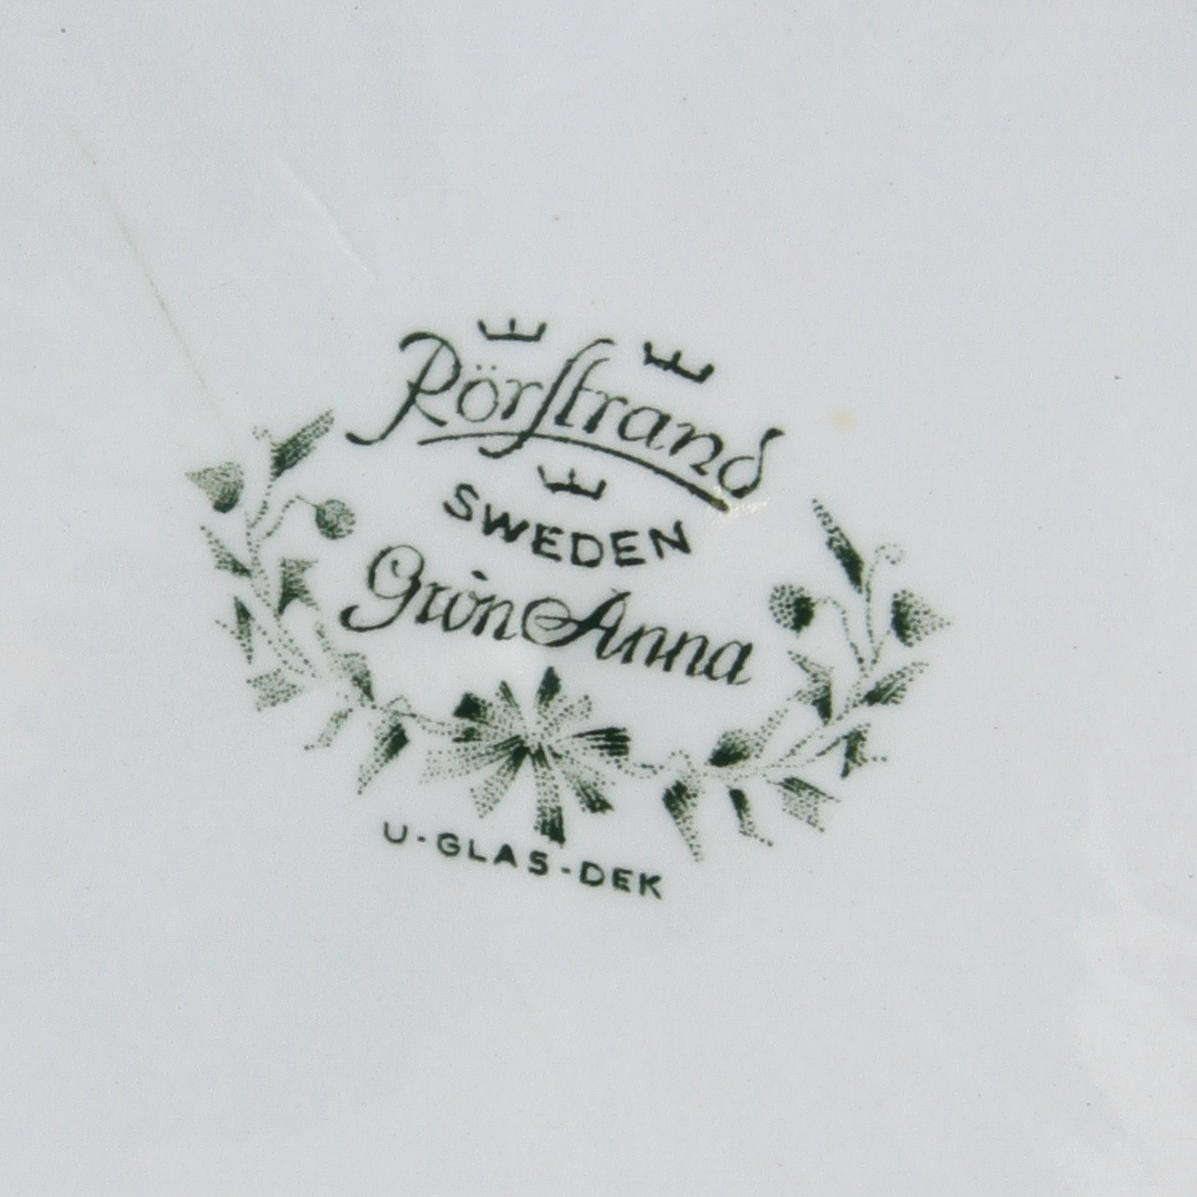 Rörstrand
SWEDEN
Grön Anna
U-GLAS-DEK